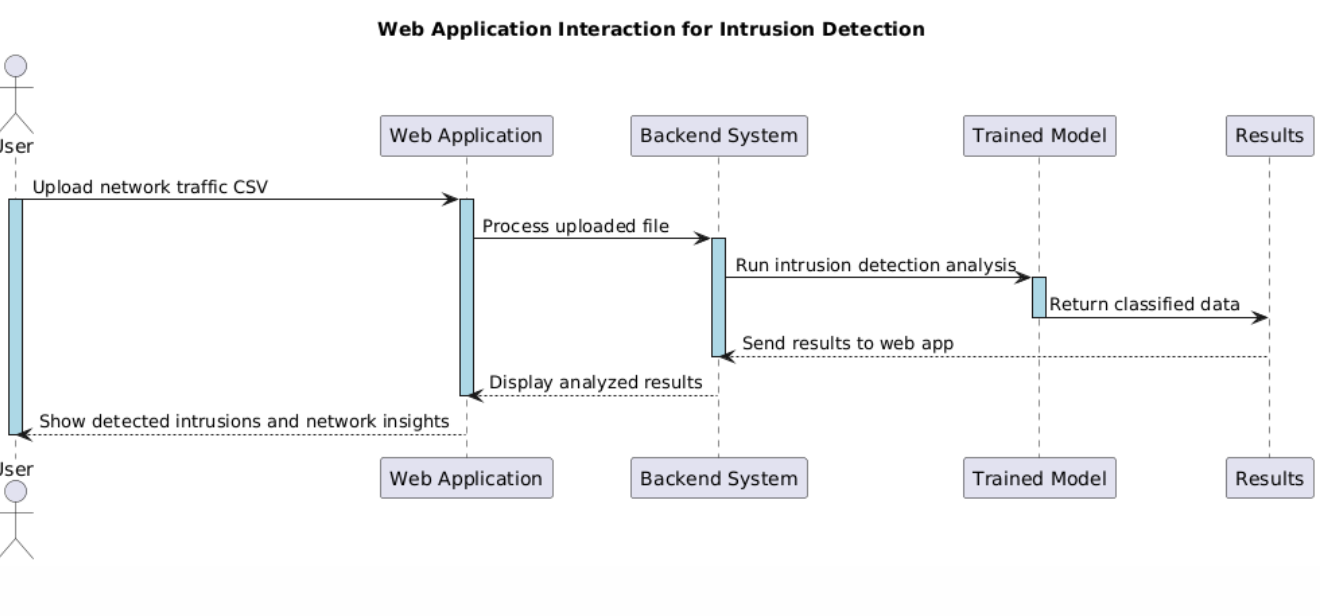 Web Application Interaction for Intrusion Detection
User
Web Application
Backend System
Trained Model
Results
Upload network traffic CSV
Process uploaded file
Run intrusion detection analysis
Return classified data
Send results to web app
Display analyzed results
Show detected intrusions and network insights
User
Web Application
Backend System
Trained Model
Results